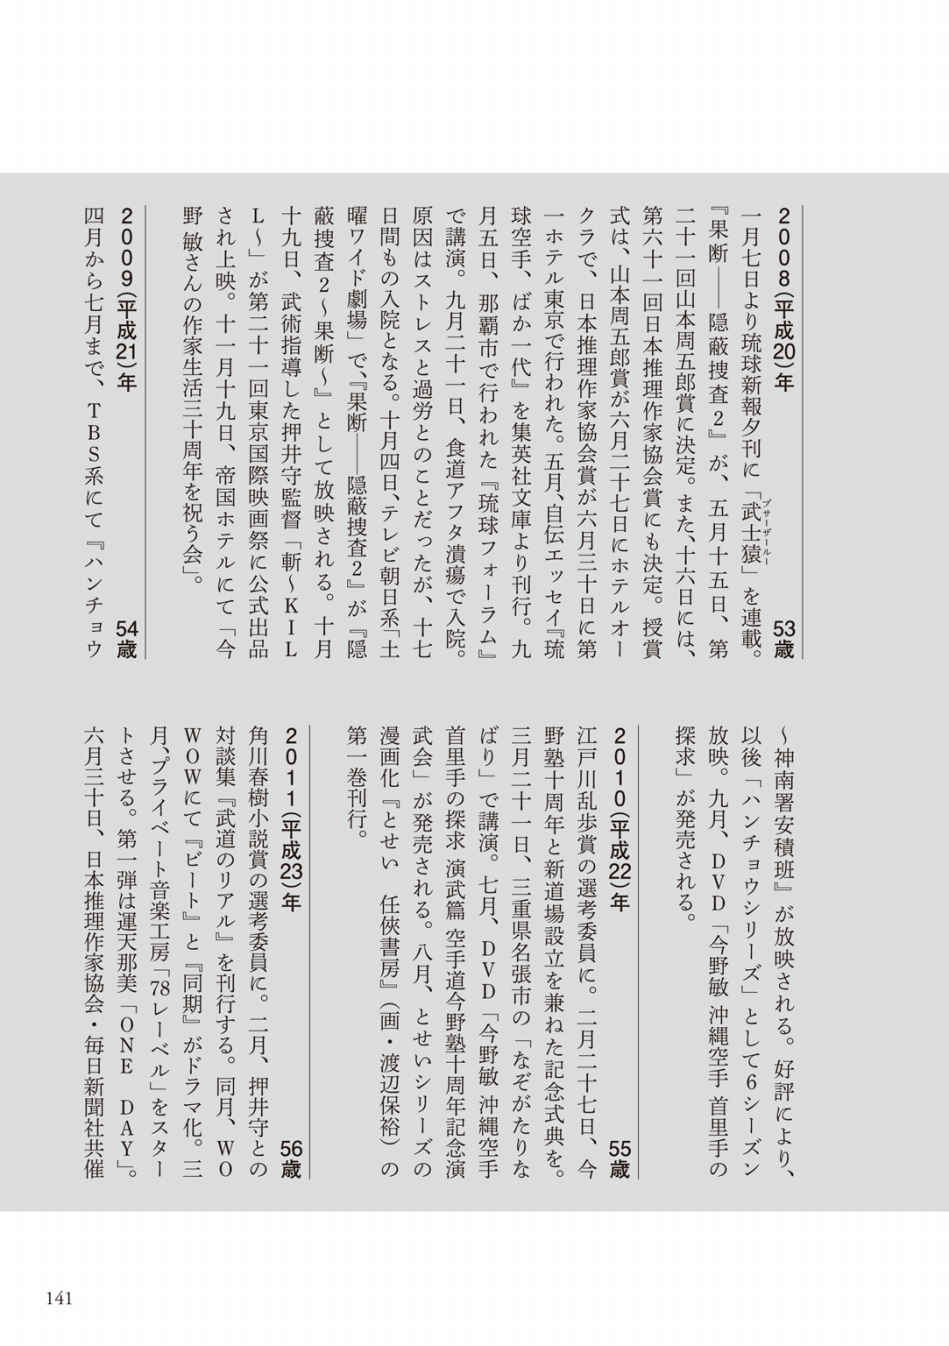 2008（平成20）年　53歳
一月七日より琉球新報夕刊に「武士猿」を連載。
ブサーザールー
『果断――隠蔽捜査２』が、五月十五日、第
二十一回山本周五郎賞に決定。また、十六日には、
第六十一回日本推理作家協会賞にも決定。授賞
式は、山本周五郎賞が六月二十七日にホテルオー
クラで、日本推理作家協会賞が六月三十日に第
一ホテル東京で行われた。五月、自伝エッセイ『琉
球空手、ばか一代』を集英社文庫より刊行。九
月五日、那覇市で行われた『琉球フォーラム』
で講演。九月二十一日、食道アフタ潰瘍で入院。
原因はストレスと過労とのことだったが、十七
日間もの入院となる。十月四日、テレビ朝日系「土
曜ワイド劇場」で、『果断――隠蔽捜査２』が『隠
蔽捜査２〜果断〜』として放映される。十月
十九日、武術指導した押井守監督「斬〜ＫＩＬ
Ｌ〜」が第二十一回東京国際映画祭に公式出品
され上映。十一月十九日、帝国ホテルにて「今
野 敏さんの作家生活三十周年を祝う会」。
2009（平成21）年　54歳
四月から七月まで、ＴＢＳ系にて『ハンチョウ
〜神南署安積班』が放映される。好評により、
以後「ハンチョウシリーズ」として６シーズン
放映。九月、ＤＶＤ「今野敏 沖縄空手 首里手の
探求」が発売される。
2010（平成22）年　55歳
江戸川乱歩賞の選考委員に。二月二十七日、今
野塾十周年と新道場設立を兼ねた記念式典を。
三月二十一日、三重県名張市の「なぞがたりな
ばり」で講演。七月、ＤＶＤ「今野敏 沖縄空手
首里手の探求 演武篇 空手道今野塾十周年記念演
武会」が発売される。八月、とせいシリーズの
漫画化『とせい　任侠書房』（画・渡辺保裕）の
第一巻刊行。
2011（平成23）年　56歳
角川春樹小説賞の選考委員に。二月、押井守との
対談集『武道のリアル』を刊行する。同月、ＷＯ
ＷＯＷにて『ビート』と『同期』がドラマ化。三
月、プライベート音楽工房「78レーベル」をスター
トさせる。第一弾は運天那美「ＯＮＥ　ＤＡＹ」。
六月三十日、日本推理作家協会・毎日新聞社共催
141